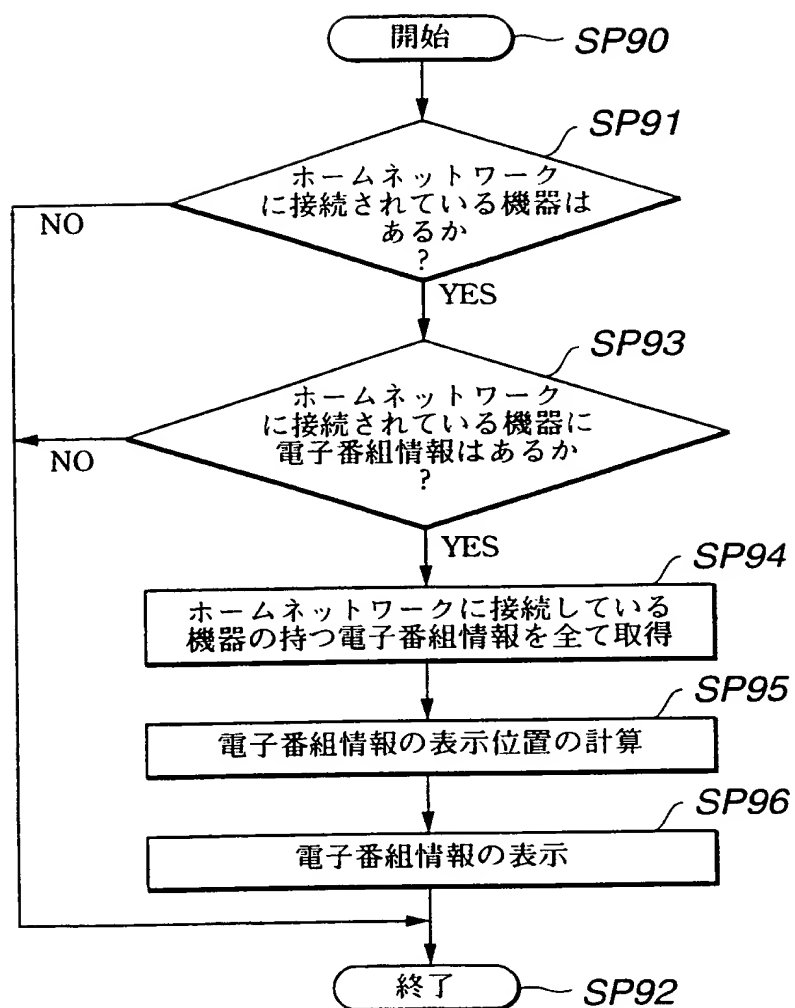 開始
SP90
SP91
ホームネットワーク
に接続されている機器は
あるか
?
NO
YES
SP93
ホームネットワーク
に接続されている機器に
電子番組情報はあるか
?
NO
YES
SP94
ホームネットワークに接続している
機器の持つ電子番組情報を全て取得
SP95
電子番組情報の表示位置の計算
SP96
電子番組情報の表示
終了
SP92